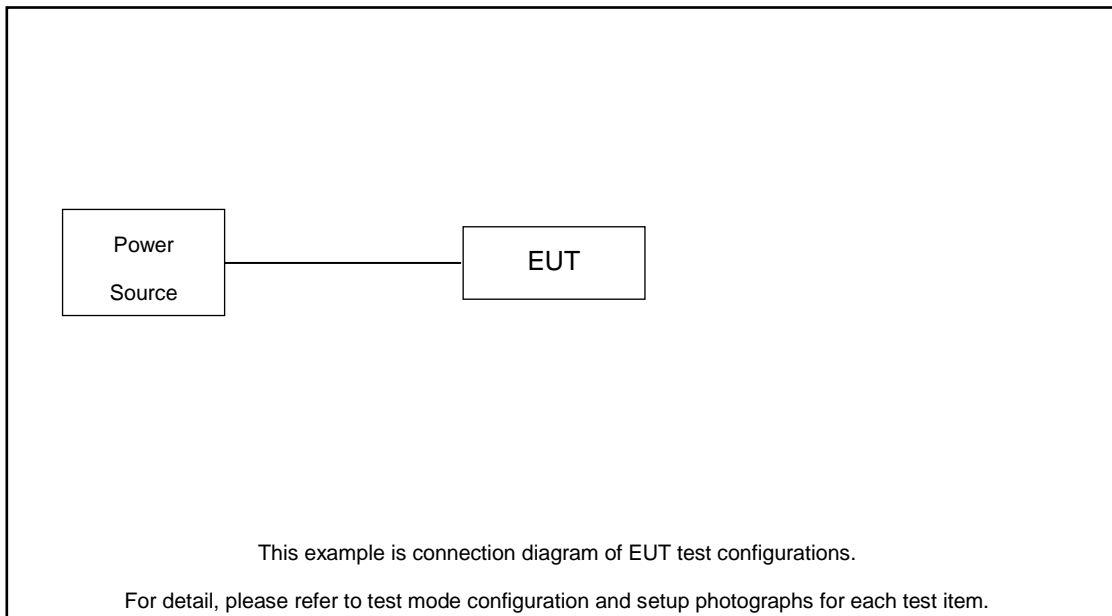 Power
Source
EUT
This example is connection diagram of EUT test configurations.
For detail, please refer to test mode configuration and setup photographs for each test item.